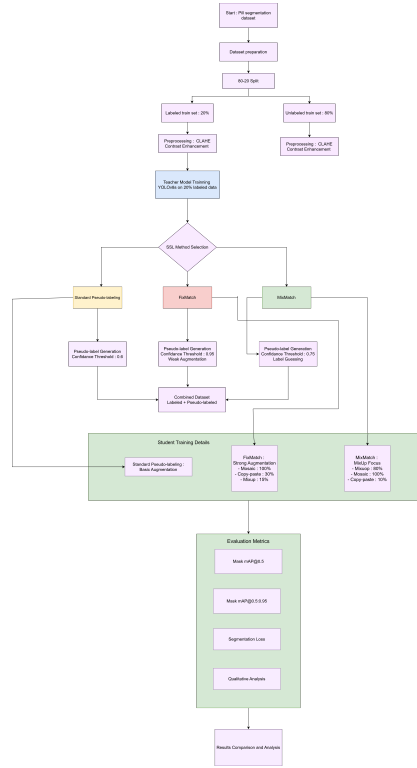 Start : Pill segmentation
dataset
Dataset preparation
80-20 Split
Labeled train set : 20%
Unlabeled train set : 80%
Preprocessing : CLAHE
Contrast Enhancement
Preprocessing : CLAHE
Contrast Enhancement
Teacher Model Training
YOLOv8s on 20% labeled data
SSL Method Selection
Standard Pseudo-labeling
FixMatch
MixMatch
Pseudo-label Generation
Confidence Threshold : 0.6
Pseudo-label Generation
Confidence Threshold : 0.95
Weak Augmentation
Pseudo-label Generation
Confidence Threshold : 0.75
Label Guessing
Combined Dataset
Labeled + Pseudo-labeled
Student Training Details
Standard Pseudo-labeling :
Basic Augmentation
FixMatch :
Strong Augmentation
- Mosaic : 100%
- Copy-paste : 30%
- Mixup : 15%
MixMatch :
MixUp Focus
- Mixup : 80%
- Mosaic : 100%
- Copy-paste : 10%
Evaluation Metrics
Mask mAP@0.5
Mask mAP@0.5:0.95
Segmentation Loss
Qualitative Analysis
Results Comparison and Analysis